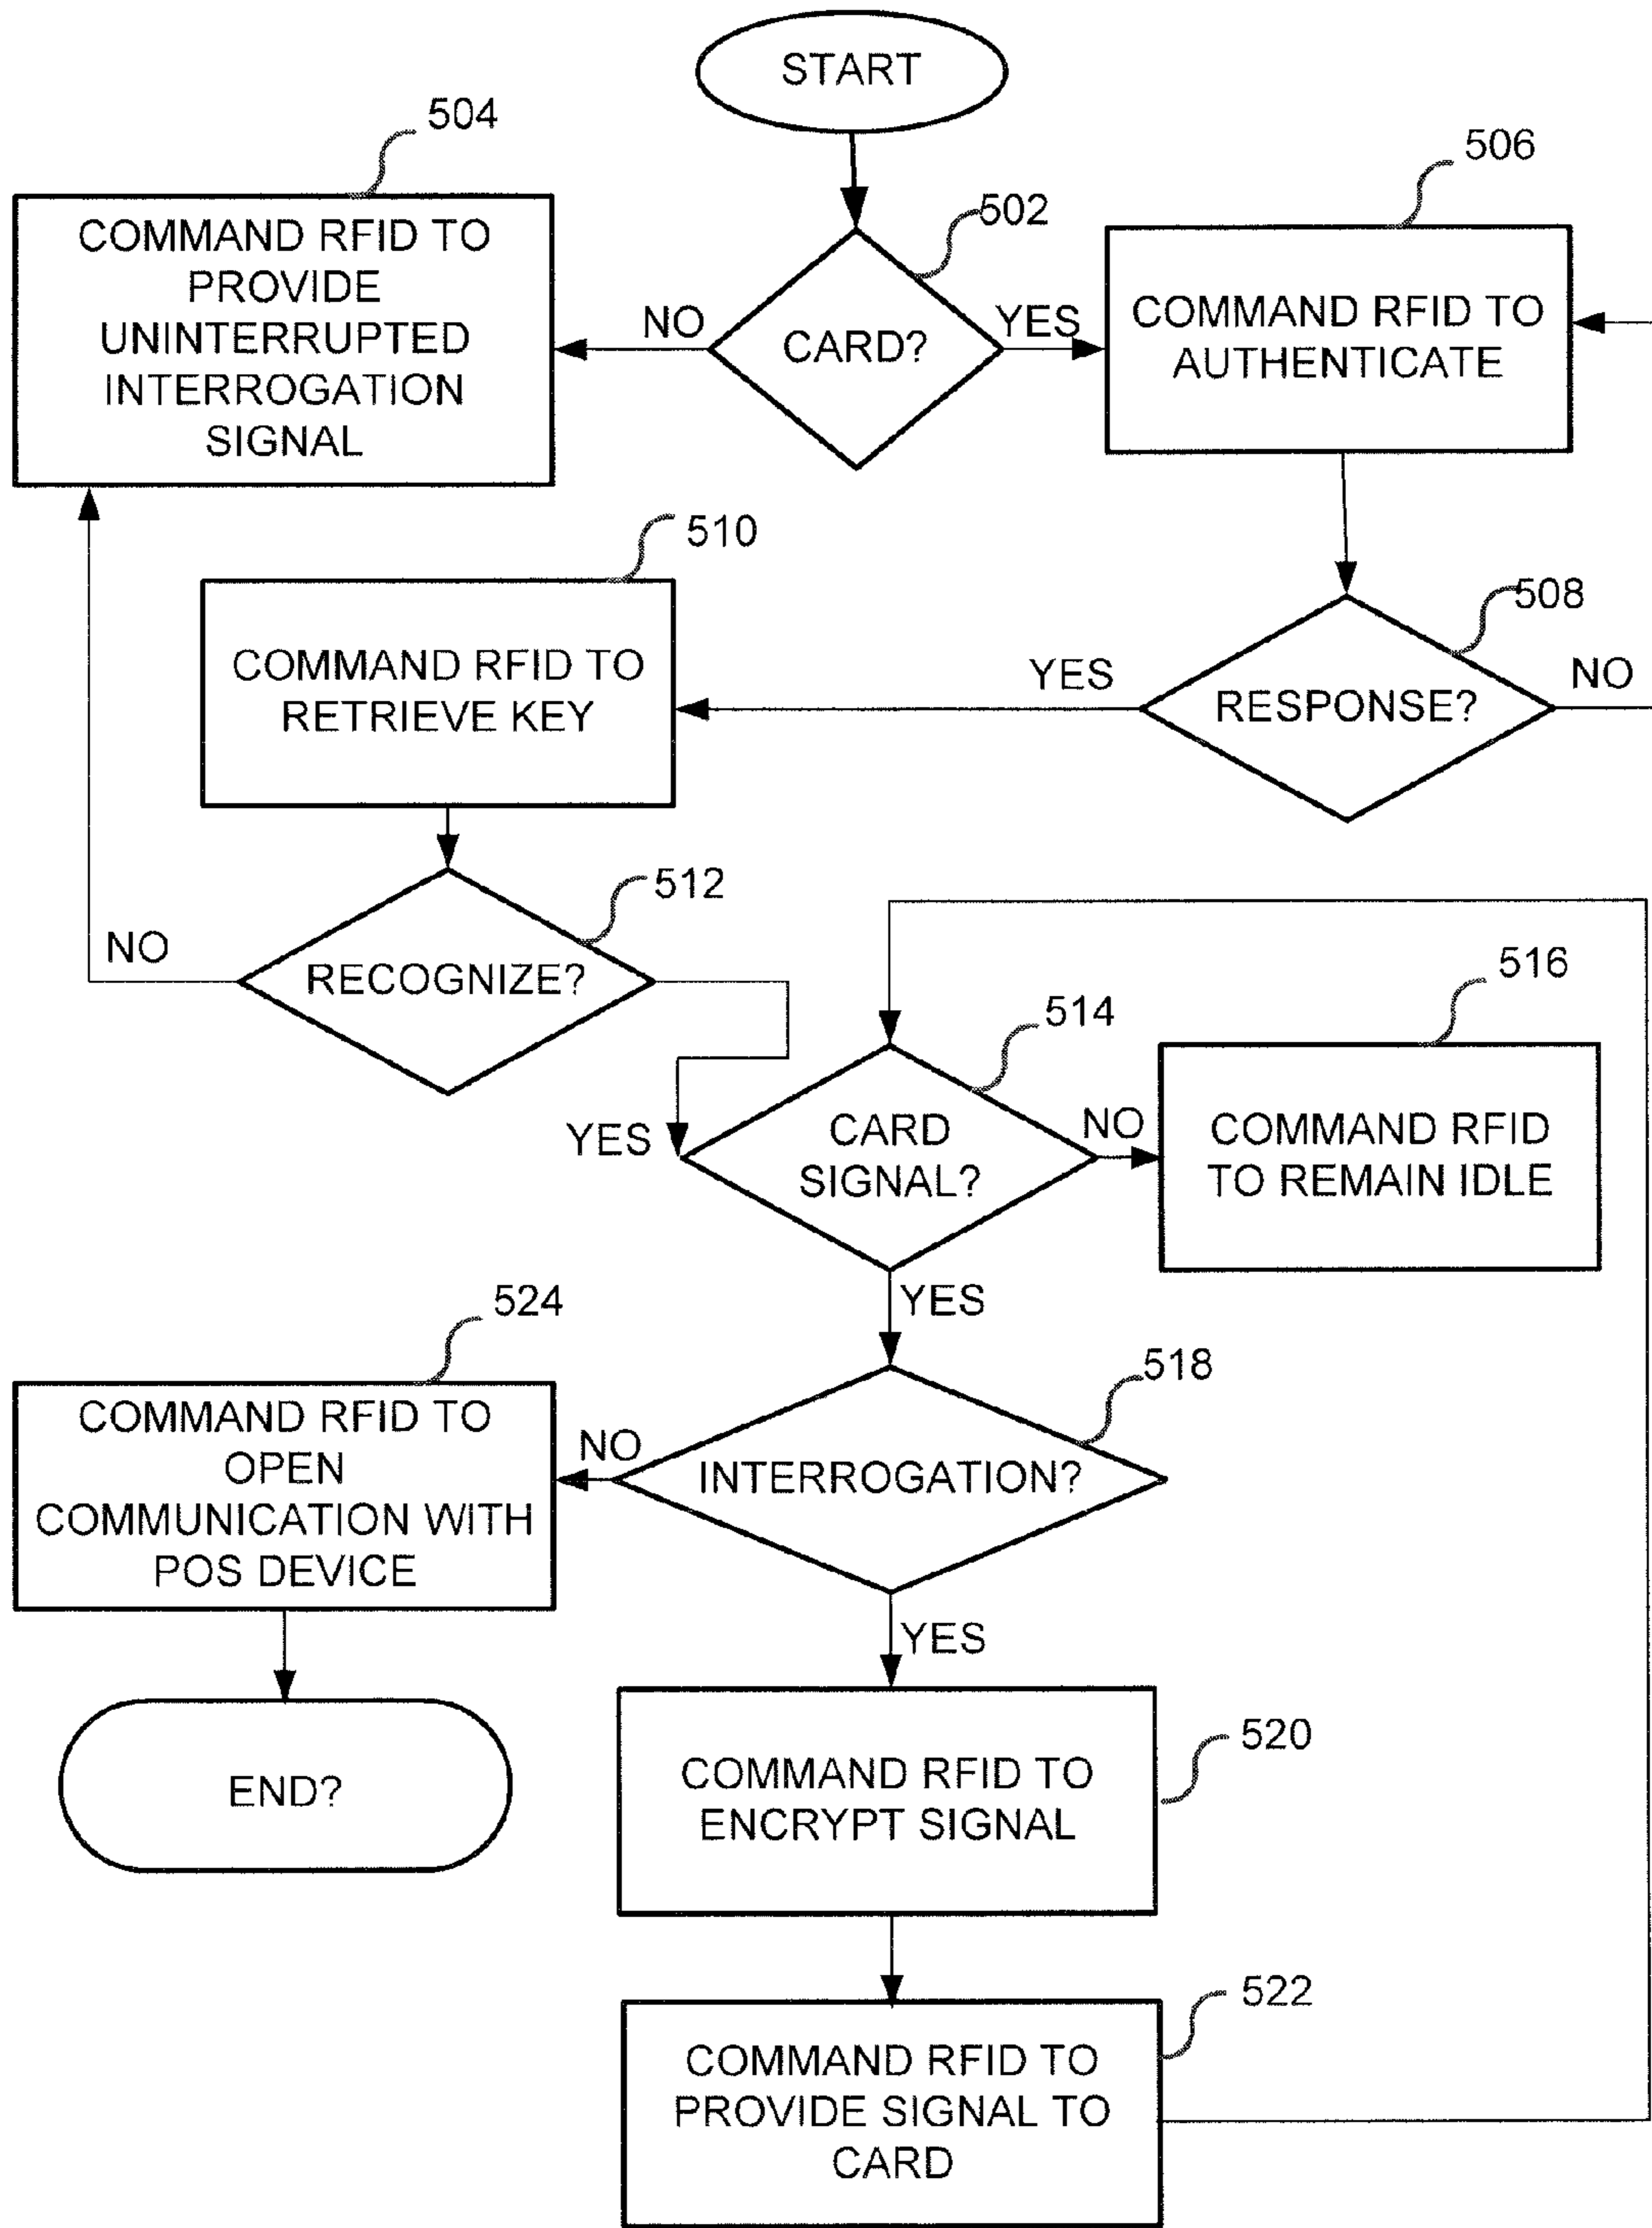 START
504
506
COMMAND RFID TO
PROVIDE
UNINTERRUPTED
INTERROGATION
SIGNAL
502
NO
CARD?
YES
COMMAND RFID TO
AUTHENTICATE
510
508
COMMAND RFID TO
RETRIEVE KEY
YES
RESPONSE?
NO
512
NO
RECOGNIZE?
YES
514
516
CARD
SIGNAL?
NO
COMMAND RFID
TO REMAIN IDLE
YES
524
518
COMMAND RFID TO
OPEN
COMMUNICATION WITH
POS DEVICE
NO
INTERROGATION?
YES
END?
520
COMMAND RFID TO
ENCRYPT SIGNAL
522
COMMAND RFID TO
PROVIDE SIGNAL TO
CARD